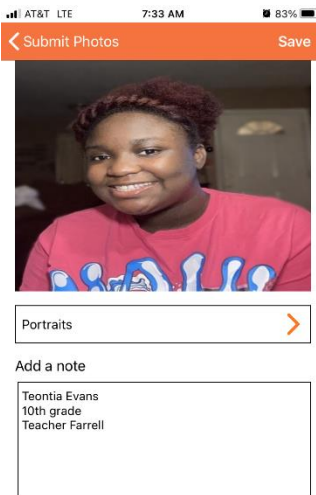 AT&T LTE 7:33 AM 83%
Submit Photos Save
Portraits
Add a note
Teontia Evans
10th grade
Teacher Farrell